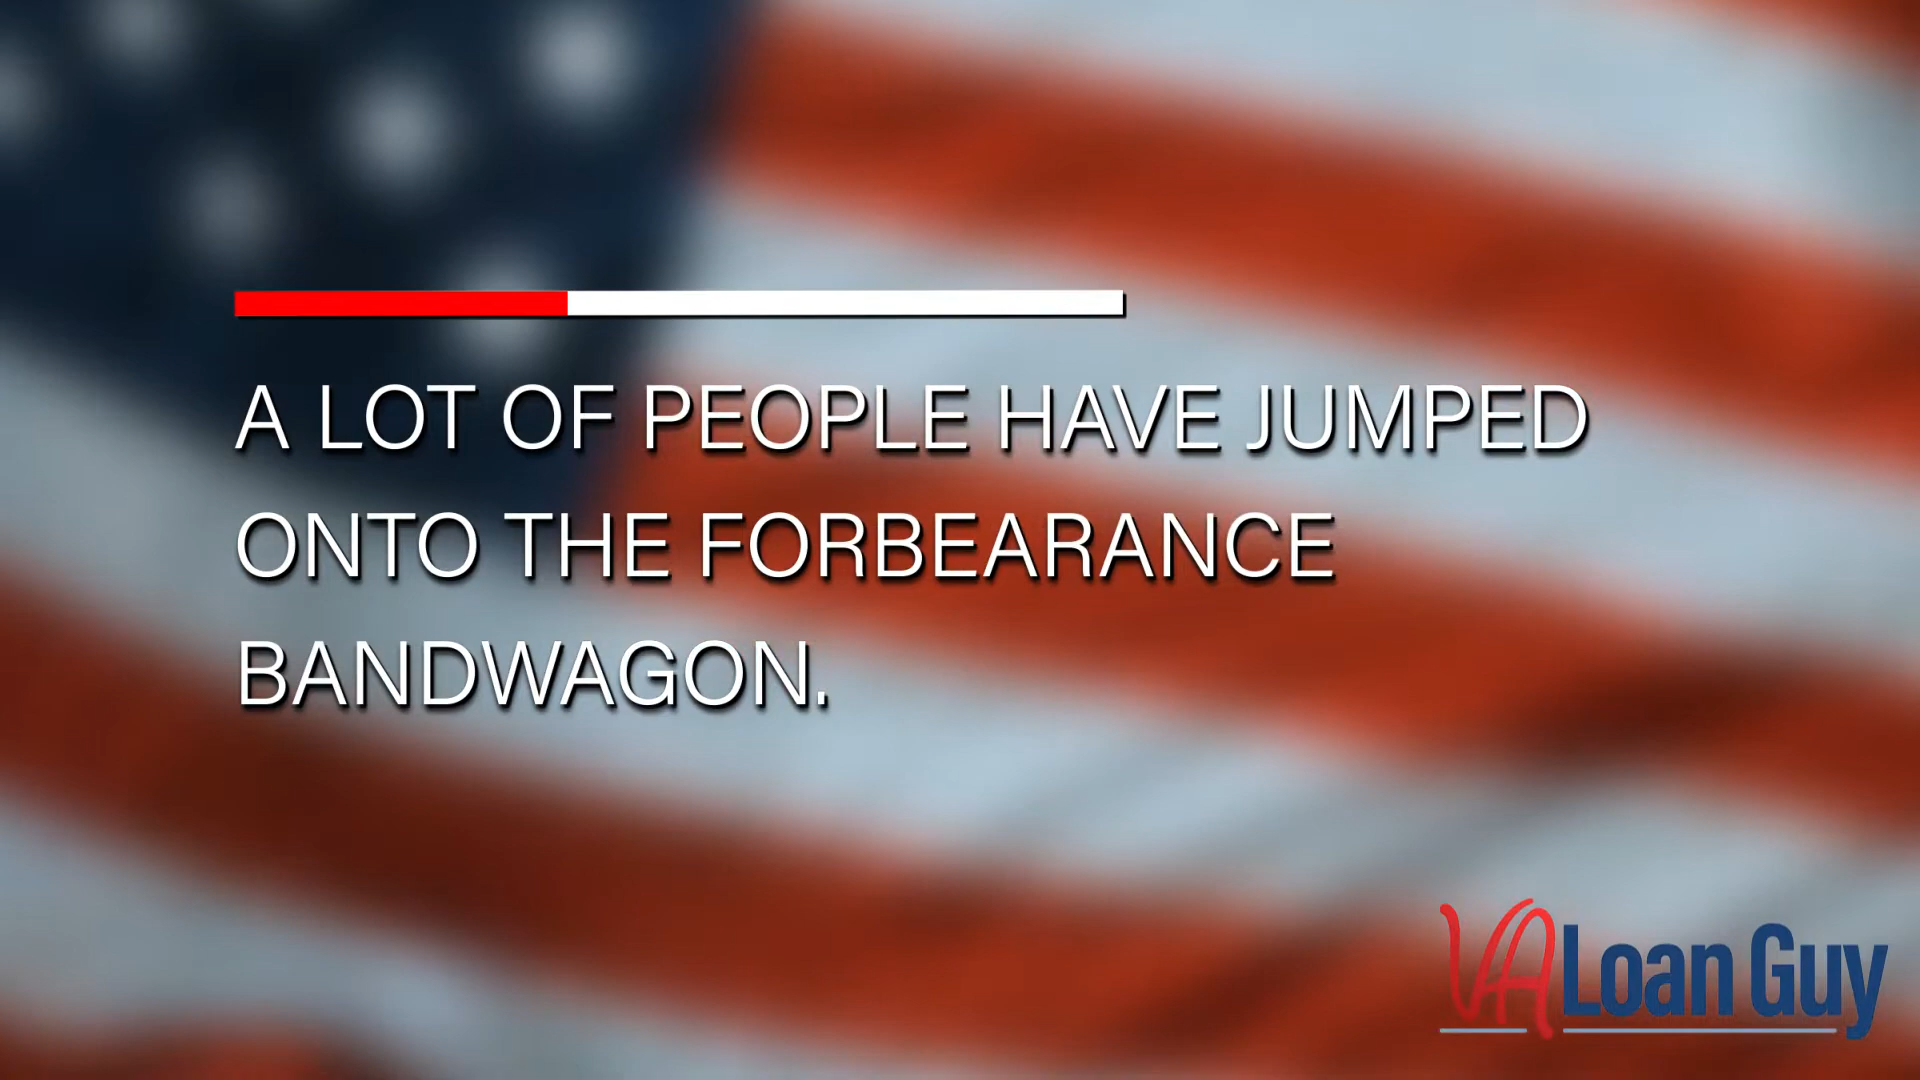 A LOT OF PEOPLE HAVE JUMPED
ONTO THE FORBEARANCE
BANDWAGON.
VA Loan Guy